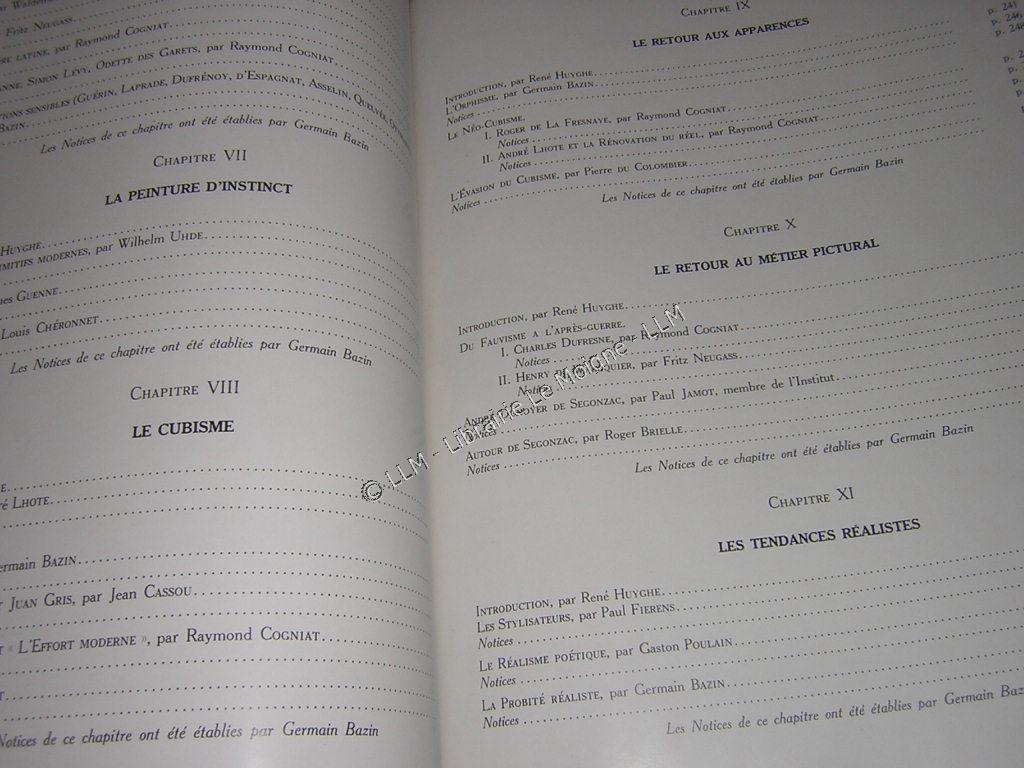 Fritz Neugass
latine, par Raymond Cogniat
Simon Lévy, Odette des Garets, par Raymond Cogniat
sensibles (Guérin, Laprade, Dufrénoy, d'Espagnat, Asselin, Quelvée,
Bazin
Les Notices de ce chapitre ont été établies par Germain Bazin
Chapitre VII
LA PEINTURE D'INSTINCT
Huyghe
modernes, par Wilhelm Uhde
Guenne
Louis Chéronnet
Les Notices de ce chapitre ont été établies par Germain Bazin
Chapitre VIII
LE CUBISME
Lhote
Bazin
Juan Gris, par Jean Cassou
« L'Effort moderne », par Raymond Cogniat
Notices de ce chapitre ont été établies par Germain Bazin
Chapitre IX
LE RETOUR AUX APPARENCES
Introduction, par René Huyghe p. 241
L'Orphisme, par Germain Bazin p. 246
Notices
Le Néo-Cubisme.
I. Roger de La Fresnaye, par Raymond Cogniat
Notices
II. André Lhote et la Rénovation du réel, par Raymond Cogniat
Notices
L'Évasion du Cubisme, par Pierre du Colombier
Notices
Les Notices de ce chapitre ont été établies par Germain Bazin
Chapitre X
LE RETOUR AU MÉTIER PICTURAL
Introduction, par René Huyghe
Du Fauvisme a l'après-guerre.
I. Charles Dufresne, par Raymond Cogniat
Notices
II. Henry de par Fritz Neugass
Notices
André de Segonzac, par Paul Jamot, membre de l'Institut
Notices
Autour de Segonzac, par Roger Brielle
Notices
Les Notices de ce chapitre ont été établies par Germain Bazin
Chapitre XI
LES TENDANCES RÉALISTES
Introduction, par René Huyghe
Les Stylisateurs, par Paul Fierens
Notices
Le Réalisme poétique, par Gaston Poulain
Notices
La Probité réaliste, par Germain Bazin
Notices
Les Notices de ce chapitre ont été établies par Germain
© LLM - Librairie Le Moigne - LLM